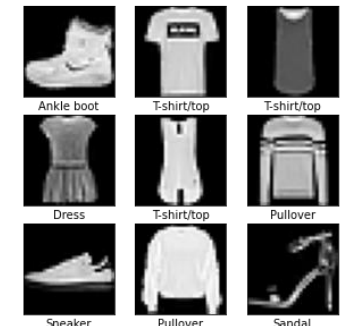 Ankle boot
T-shirt/top
T-shirt/top
Dress
T-shirt/top
Pullover
Sneaker
Pullover
Sandal